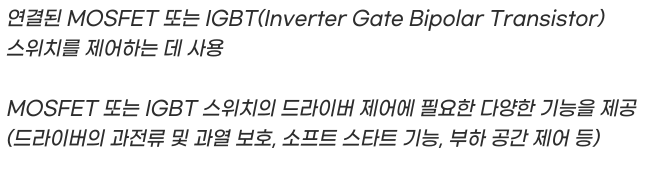 연결된 MOSFET 또는 IGBT(Inverter Gate Bipolar Transistor)
스위치를 제어하는 데 사용
MOSFET 또는 IGBT 스위치의 드라이버 제어에 필요한 다양한 기능을 제공
(드라이버의 과전류 및 과열 보호, 소프트 스타트 기능, 부하 공간 제어 등)